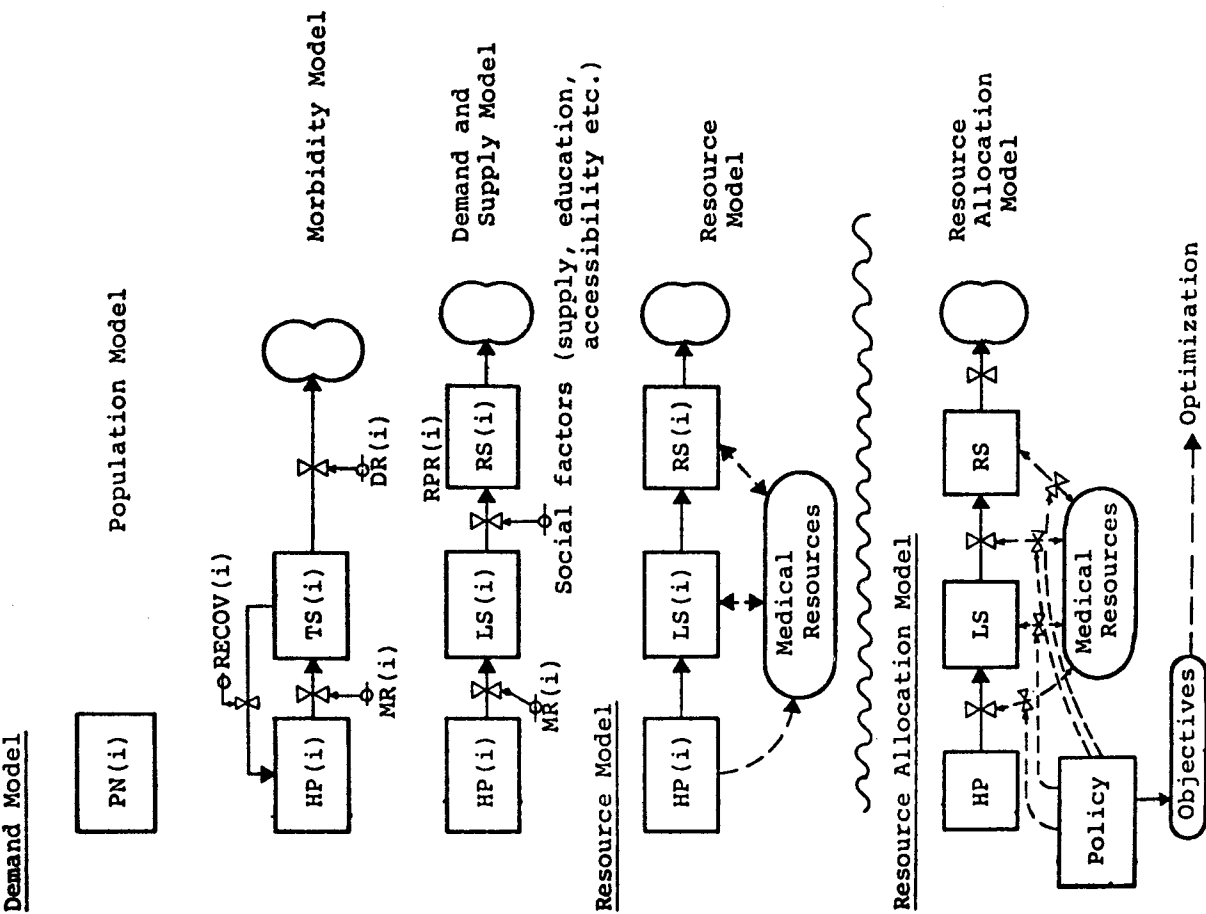 Demand Model
PN(i)
Population Model
RECOV(i)
HP(i)
TS(i)
MR(i)
DR(i)
Morbidity Model
HP(i)
LS(i)
RPR(i)
RS(i)
MR(i)
Demand and
Supply Model
Social factors (supply, education,
accessibility etc.)
Resource Model
HP(i)
LS(i)
RS(i)
Medical
Resources
Resource
Model
Resource Allocation Model
HP
LS
RS
Resource
Allocation
Model
Medical
Resources
Policy
Objectives
Optimization